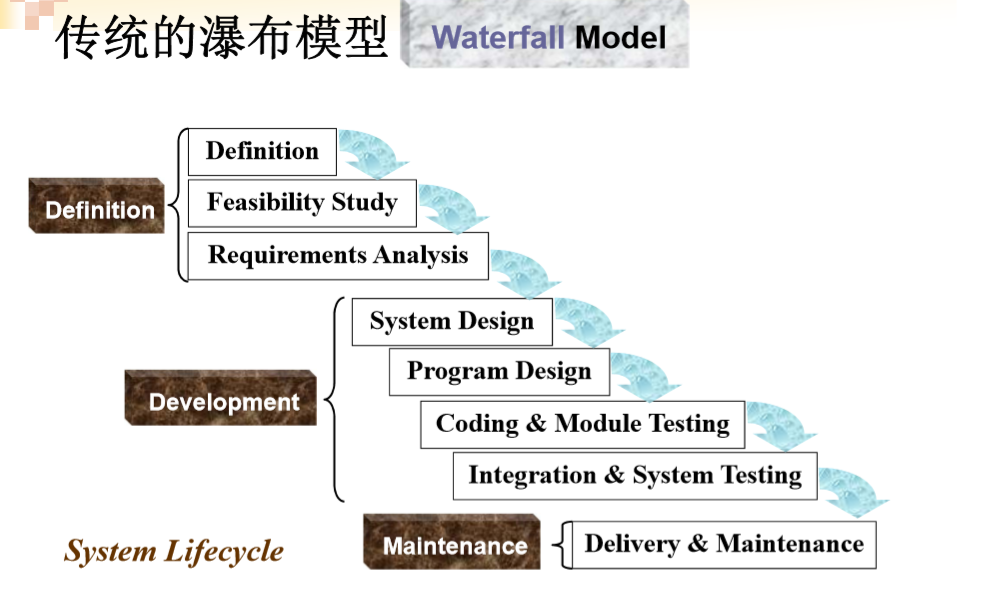 传统的瀑布模型 Waterfall Model
Definition
Definition
Feasibility Study
Requirements Analysis
Development
System Design
Program Design
Coding & Module Testing
Integration & System Testing
Maintenance
Delivery & Maintenance
System Lifecycle